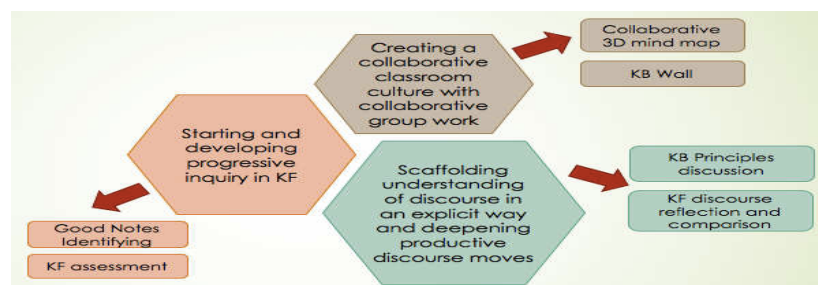 Creating a
collaborative
classroom
culture with
collaborative
group work
Collaborative
3D mind map
KB Wall
Starting and
developing
progressive
inquiry in KF
Good Notes
Identifying
KF assessment
Scaffolding
understanding
of discourse in
an explicit way
and deepening
productive
discourse moves
KB Principles
discussion
KF discourse
reflection and
comparison